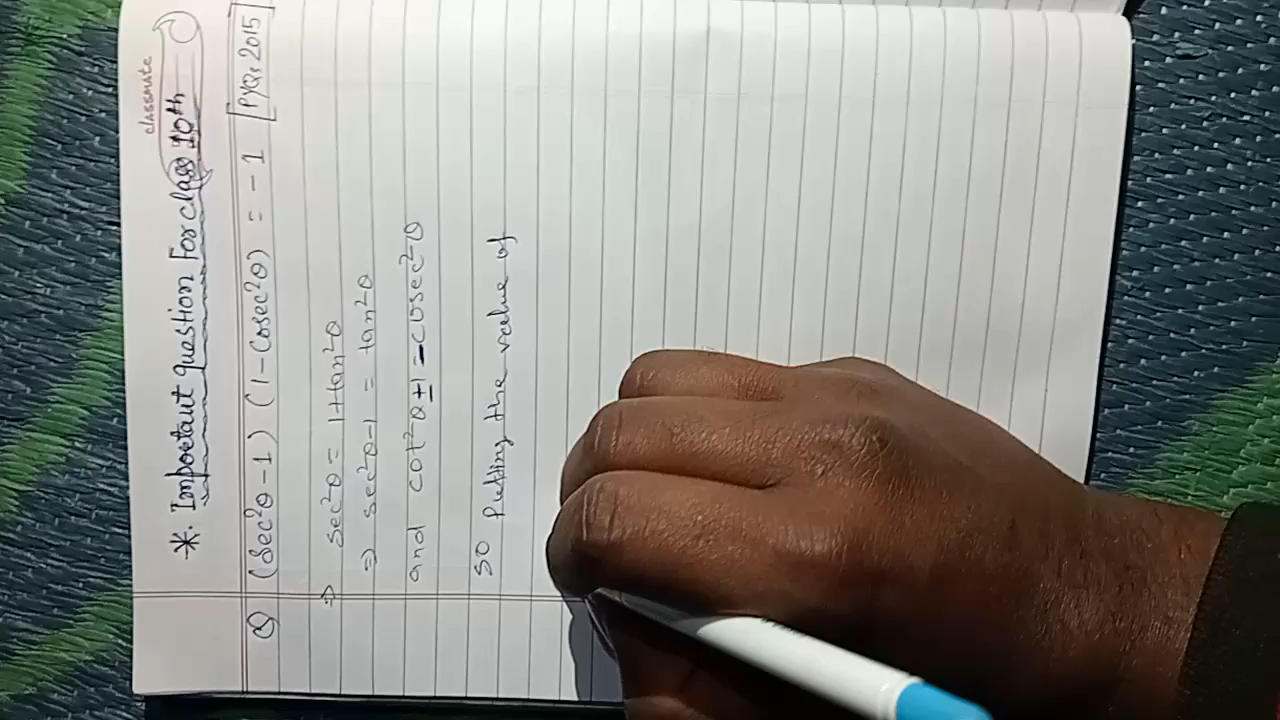 classmate
*. Important question For class 10th
Q (Sec²θ-1) (1-Cosec²θ) = -1 [PYQs 2015]
⇒ sec²θ = 1+tan²θ
⇒ sec²θ-1 = tan²θ
and cot²θ+1 = cosec²θ
so Putting the value of